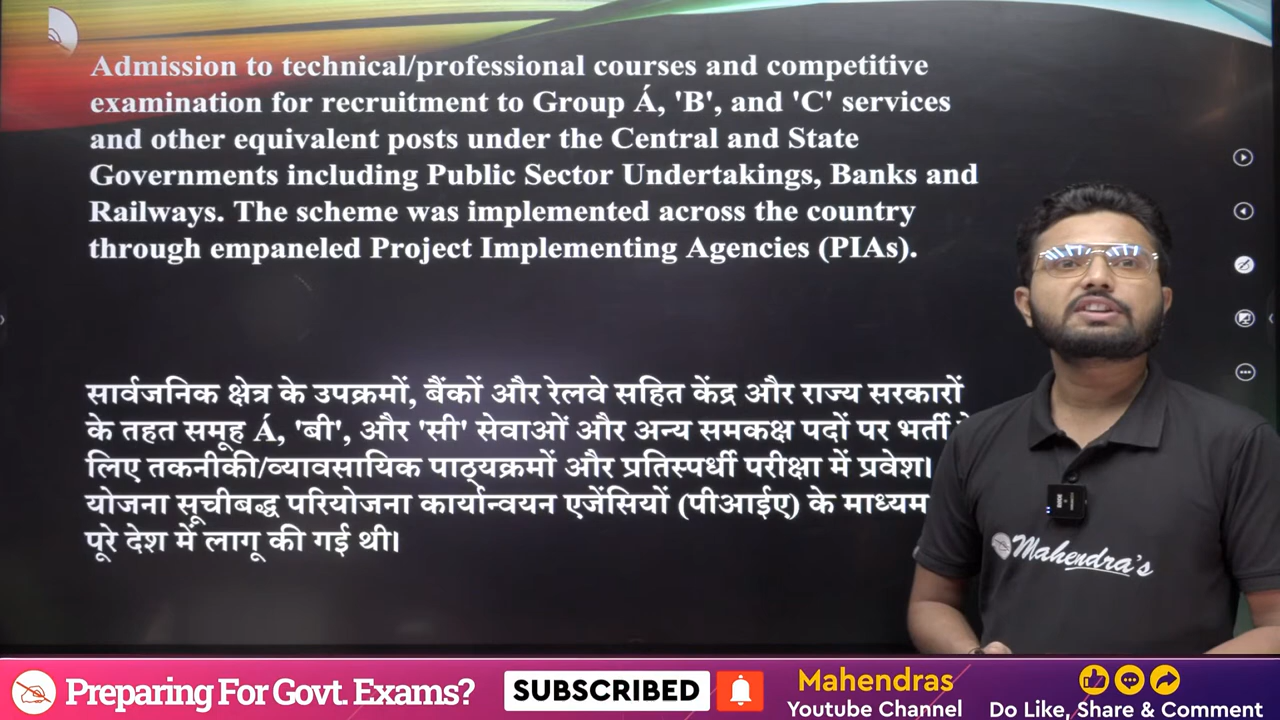 Admission to technical/professional courses and competitive
examination for recruitment to Group Á, 'B', and 'C' services
and other equivalent posts under the Central and State
Governments including Public Sector Undertakings, Banks and
Railways. The scheme was implemented across the country
through empaneled Project Implementing Agencies (PIAs).
सार्वजनिक क्षेत्र के उपक्रमों, बैंकों और रेलवे सहित केंद्र और राज्य सरकारों
के तहत समूह Á, 'बी', और 'सी' सेवाओं और अन्य समकक्ष पदों पर भर्ती
लिए तकनीकी/व्यावसायिक पाठ्यक्रमों और प्रतिस्पर्धी परीक्षा में प्रवेश।
योजना सूचीबद्ध परियोजना कार्यान्वयन एजेंसियों (पीआईए) के माध्यम
पूरे देश में लागू की गई थी।
Mahendra's
Preparing For Govt. Exams?
SUBSCRIBED
Mahendras
Youtube Channel
Do Like, Share & Comment